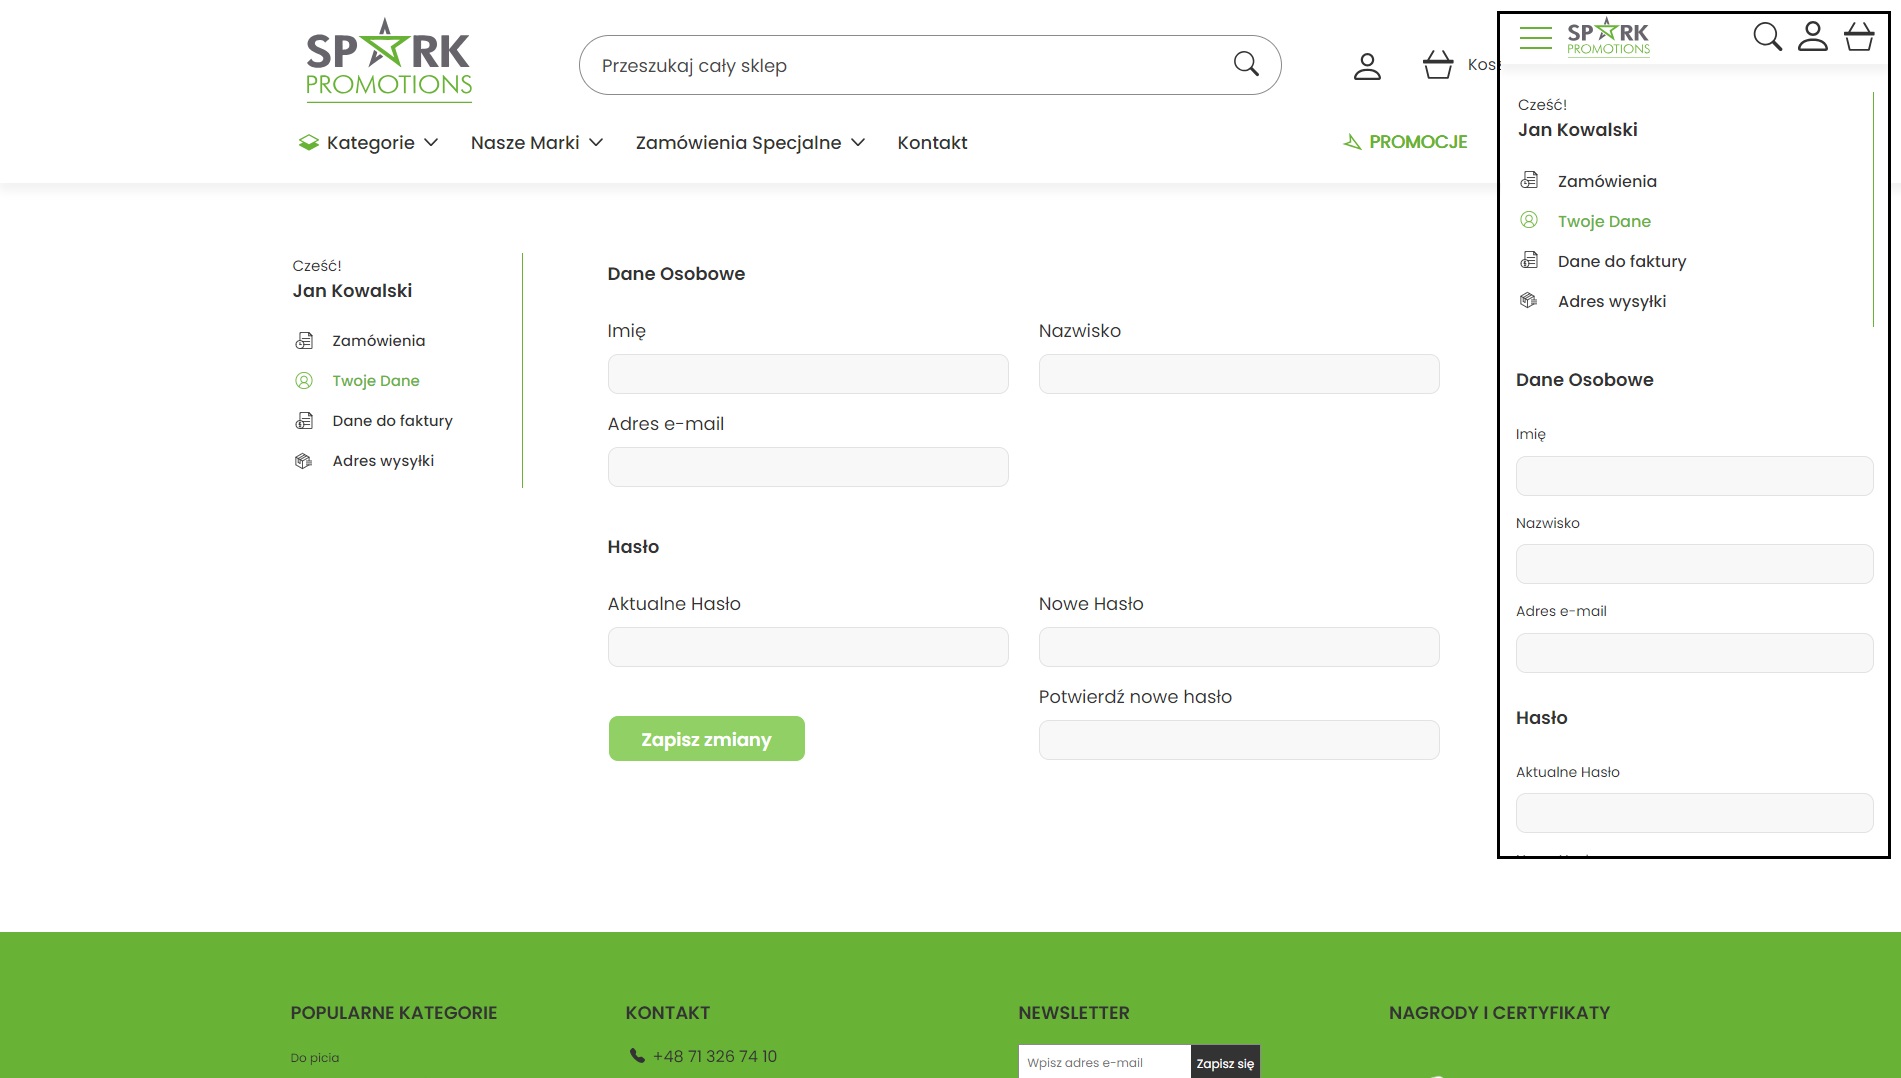 SPARK
PROMOTIONS
Przeszukaj cały sklep
Kategorie
Nasze Marki
Zamówienia Specjalne
Kontakt
PROMOCJE
Cześć!
Jan Kowalski
Zamówienia
Twoje Dane
Dane do faktury
Adres wysyłki
Dane Osobowe
Imię
Nazwisko
Adres e-mail
Hasło
Aktualne Hasło
Nowe Hasło
Potwierdź nowe hasło
Zapisz zmiany
SPARK
PROMOTIONS
Cześć!
Jan Kowalski
Zamówienia
Twoje Dane
Dane do faktury
Adres wysyłki
Dane Osobowe
Imię
Nazwisko
Adres e-mail
Hasło
Aktualne Hasło
POPULARNE KATEGORIE
Do picia
KONTAKT
+48 71 326 74 10
NEWSLETTER
Wpisz adres e-mail
Zapisz się
NAGRODY I CERTYFIKATY